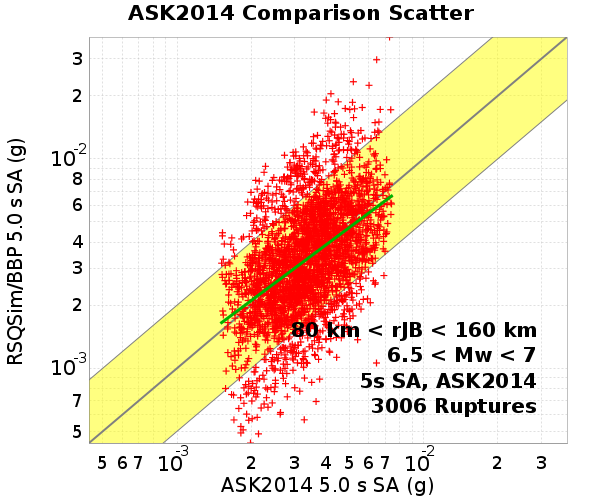 ASK2014 Comparison Scatter
RSQSim/BBP 5.0 s SA (g)
3
2
10^-2
8
6
4
3
2
10^-3
7
5
80 km < rJB < 160 km
6.5 < Mw < 7
5s SA, ASK2014
3006 Ruptures
5 6 7 10^-3 2 3 4 5 6 7 10^-2 2 3
ASK2014 5.0 s SA (g)